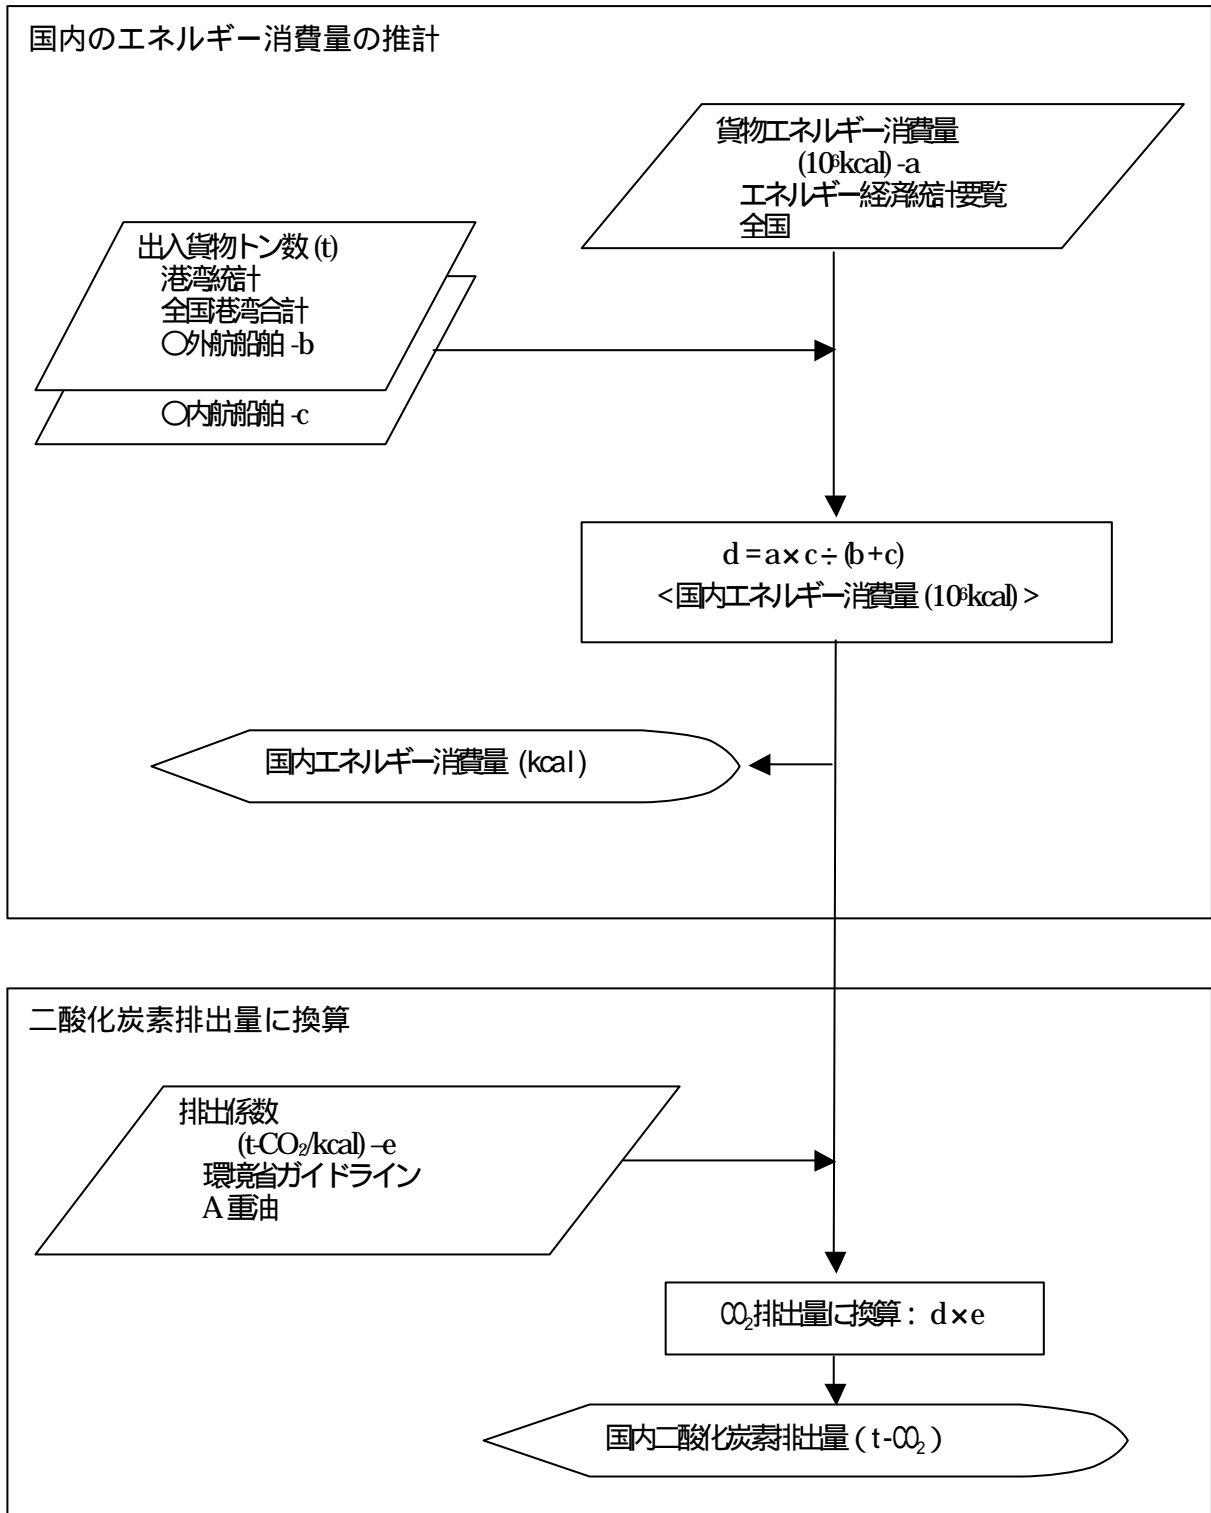 国内のエネルギー消費量の推計
貨物エネルギー消費量
(10⁶kcal) -a
エネルギー経済統計要覧
全国
出入貨物トン数 (t)
港湾統計
全国港湾合計
○外航船舶 -b
○内航船舶 -c
d = a × c ÷ (b + c)
<国内エネルギー消費量 (10⁶kcal) >
国内エネルギー消費量 (kcal)
二酸化炭素排出量に換算
排出係数
(t-CO₂/kcal) –e
環境省ガイドライン
A 重油
CO₂排出量に換算： d × e
国内二酸化炭素排出量（ t -CO₂ ）